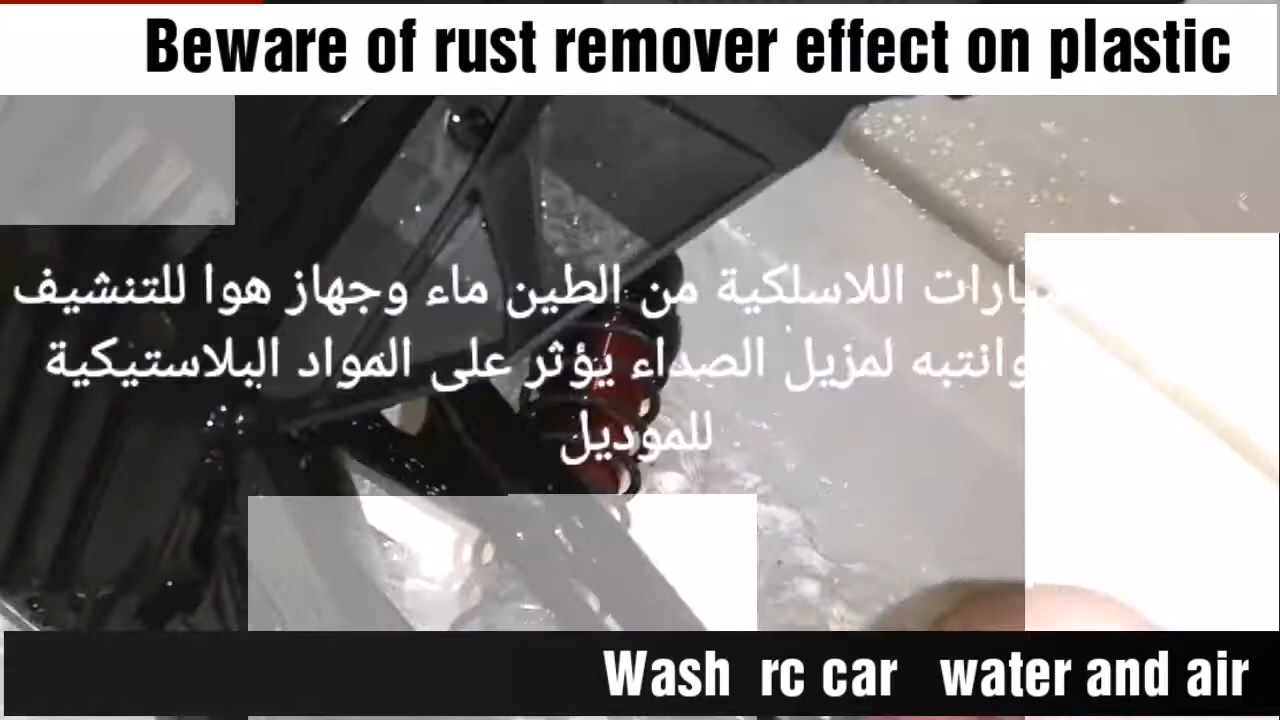 Beware of rust remover effect on plastic
اللاسلكية من الطين ماء وجهاز هوا للتنشيف
وانتبه لمزيل الصداء يؤثر على المواد البلاستيكية
للموديل
Wash rc car water and air